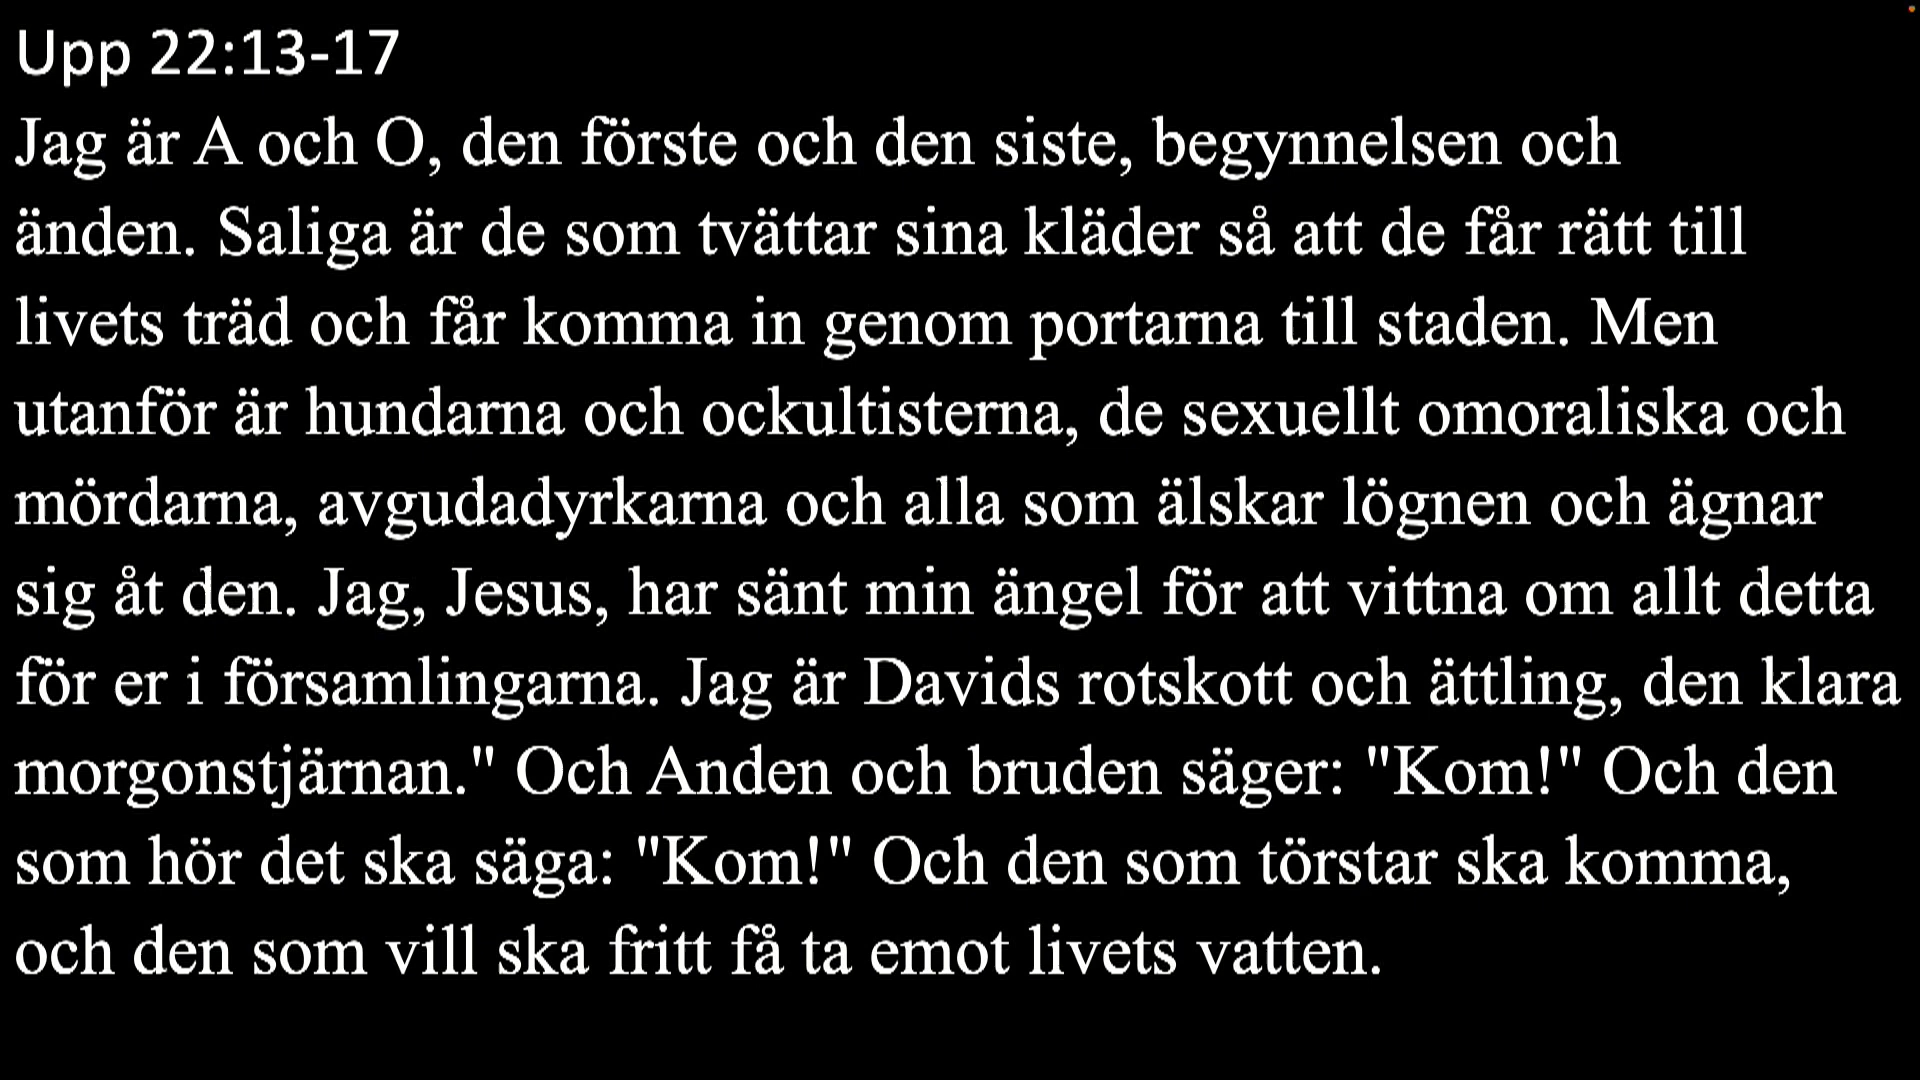 Upp 22:13-17
Jag är A och O, den förste och den siste, begynnelsen och
änden. Saliga är de som tvättar sina kläder så att de får rätt till
livets träd och får komma in genom portarna till staden. Men
utanför är hundarna och ockultisterna, de sexuellt omoraliska och
mördarna, avgudadyrkarna och alla som älskar lögnen och ägnar
sig åt den. Jag, Jesus, har sänt min ängel för att vittna om allt detta
för er i församlingarna. Jag är Davids rotskott och ättling, den klara
morgonstjärnan." Och Anden och bruden säger: "Kom!" Och den
som hör det ska säga: "Kom!" Och den som törstar ska komma,
och den som vill ska fritt få ta emot livets vatten.